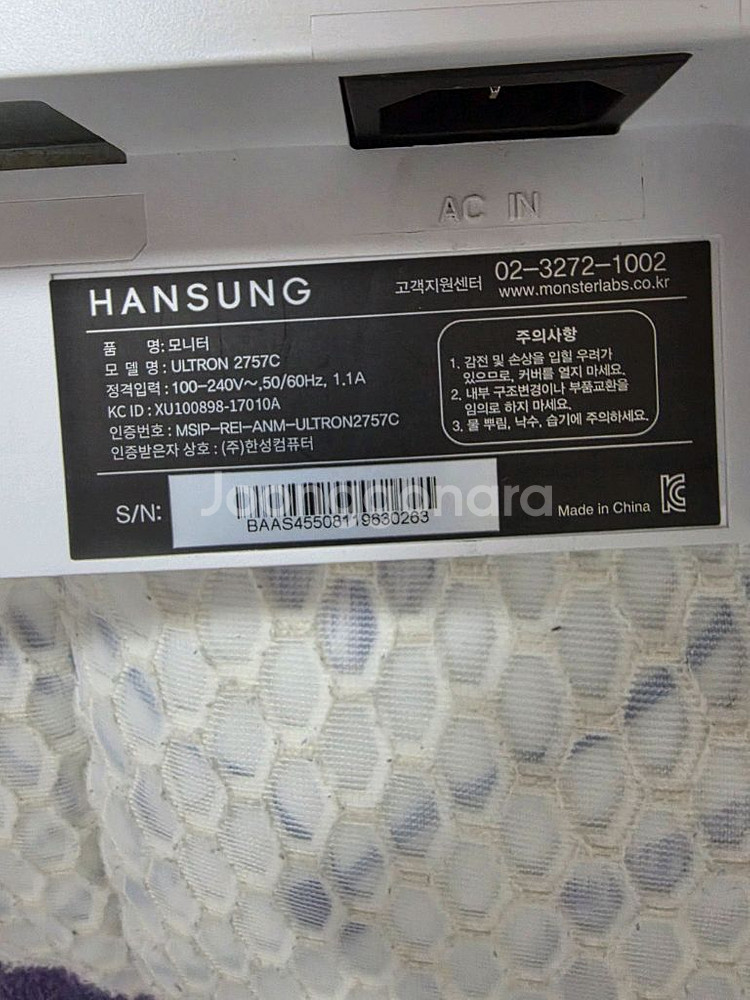 AC IN
HANSUNG
고객지원센터 02-3272-1002
www.monsterlabs.co.kr
품 명: 모니터
모 델 명 : ULTRON 2757C
정격입력 : 100-240V~,50/60Hz, 1.1A
KC ID : XU100898-17010A
인증번호 : MSIP-REI-ANM-ULTRON2757C
인증받은자 상호 : (주)한성컴퓨터
주의사항
1. 감전 및 손상을 입힐 우려가
있으므로, 커버를 열지 마세요.
2. 내부 구조변경이나 부품교환을
임의로 하지 마세요.
3. 물 뿌림, 낙수, 습기에 주의하세요.
S/N:
BAAS45508119630263
Joonggonara
Made in China